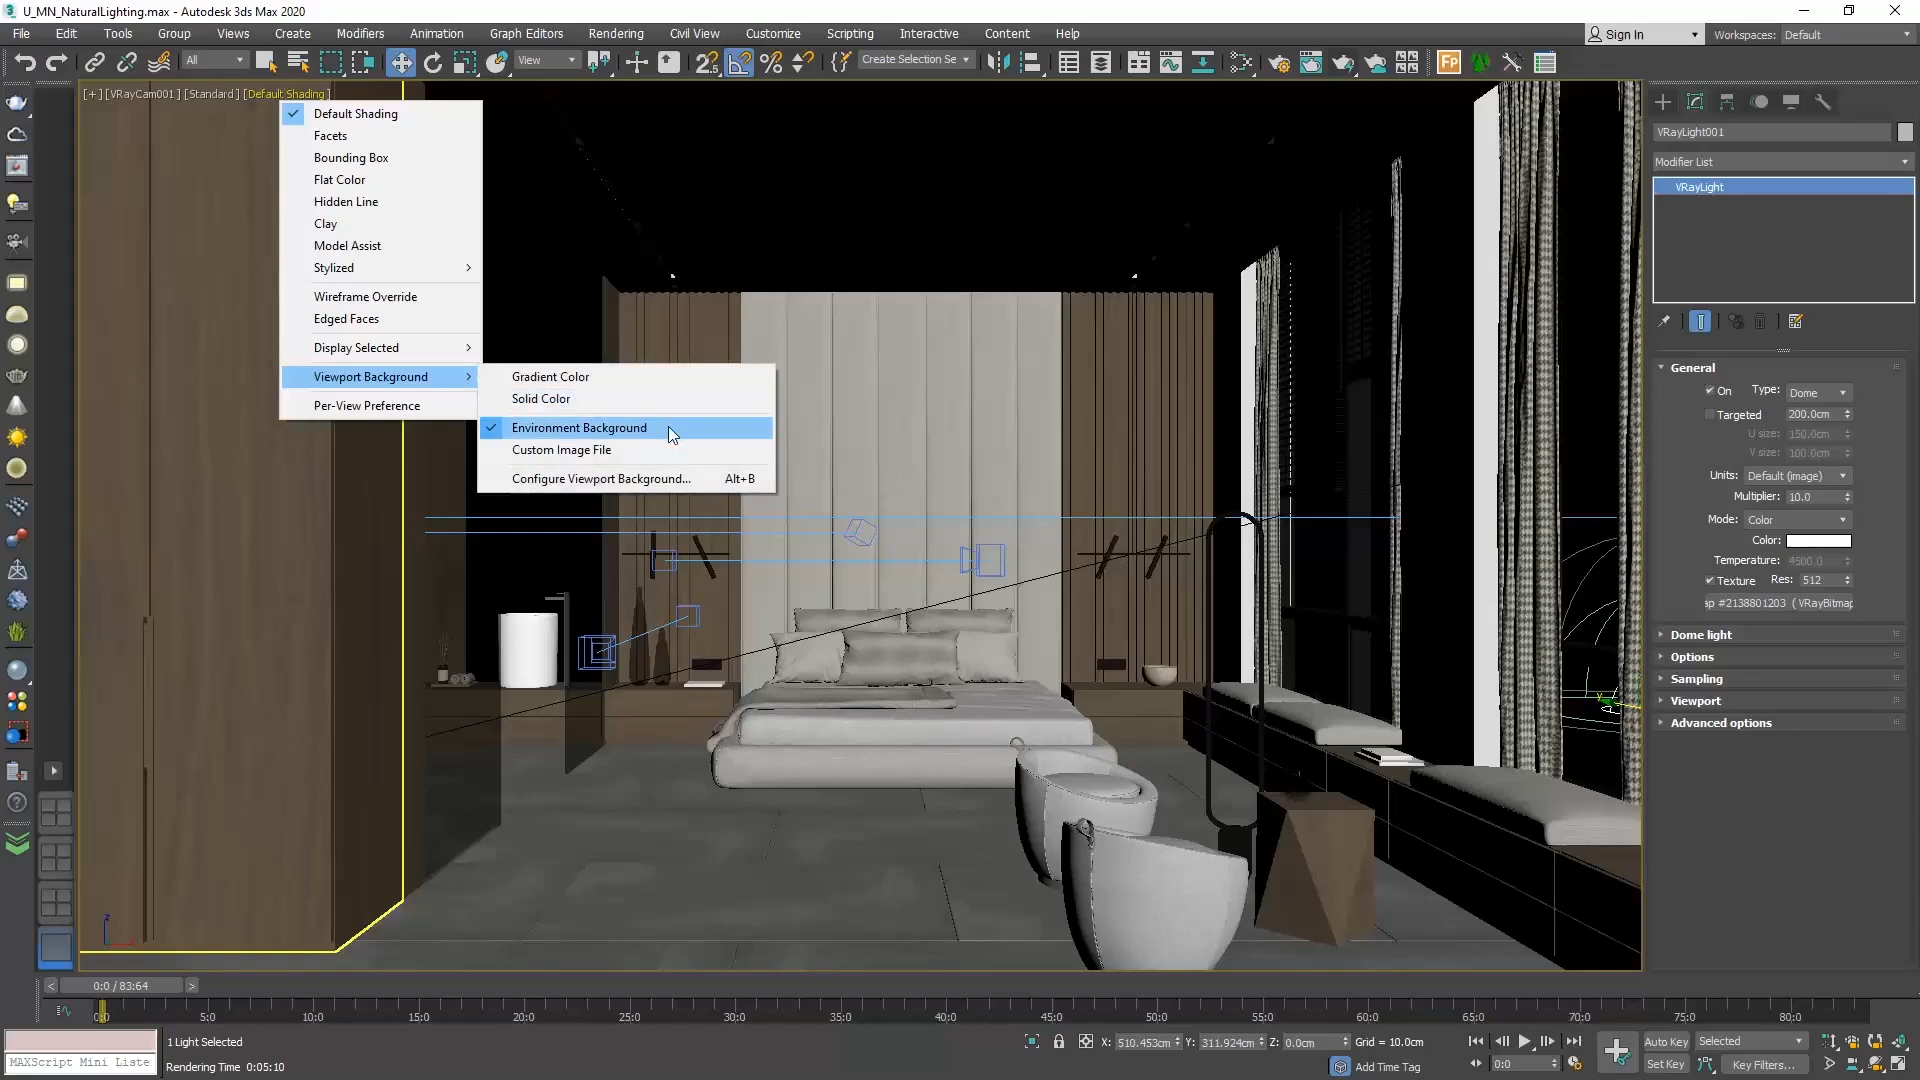 U_MN_NaturalLighting.max - Autodesk 3ds Max 2020
File Edit Tools Group Views Create Modifiers Animation Graph Editors Rendering Civil View Customize Scripting Interactive Content Help
Sign In Workspaces: Default
All View Create Selection Se
[+] [VRayCam001] [Standard] [Default Shading]
Default Shading
Facets
Bounding Box
Flat Color
Hidden Line
Clay
Model Assist
Stylized
Wireframe Override
Edged Faces
Display Selected
Viewport Background
Per-View Preference
Gradient Color
Solid Color
Environment Background
Custom Image File
Configure Viewport Background... Alt+B
VRayLight001
Modifier List
VRayLight
General
On Type: Dome
Targeted 200.0cm
U size: 150.0cm
V size: 100.0cm
Units: Default (image)
Multiplier: 10.0
Mode: Color
Color:
Temperature: 4500.0
Texture Res: 512
ap #2138801203 ( VRayBitmap
Dome light
Options
Sampling
Viewport
Advanced options
z
y
< 0:0 / 83:64 >
0:0 5:0 10:0 15:0 20:0 25:0 30:0 35:0 40:0 45:0 50:0 55:0 60:0 65:0 70:0 75:0 80:0
1 Light Selected
X: 510.453cm Y: 311.924cm Z: 0.0cm Grid = 10.0cm
Auto Key Selected
MAXScript Mini Liste
Rendering Time 0:05:10
Add Time Tag
0:0
Set Key Key Filters...